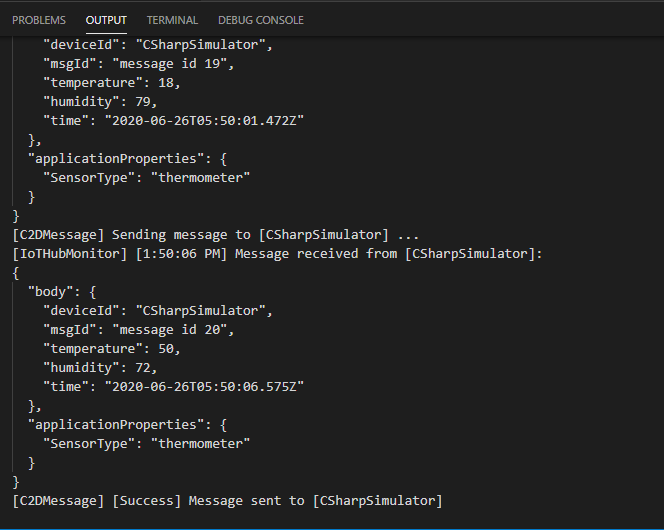 PROBLEMS OUTPUT TERMINAL DEBUG CONSOLE
"deviceId": "CSharpSimulator",
"msgId": "message id 19",
"temperature": 18,
"humidity": 79,
"time": "2020-06-26T05:50:01.472Z"
},
"applicationProperties": {
"SensorType": "thermometer"
}
}
[C2DMessage] Sending message to [CSharpSimulator] ...
[IoTHubMonitor] [1:50:06 PM] Message received from [CSharpSimulator]:
{
"body": {
"deviceId": "CSharpSimulator",
"msgId": "message id 20",
"temperature": 50,
"humidity": 72,
"time": "2020-06-26T05:50:06.575Z"
},
"applicationProperties": {
"SensorType": "thermometer"
}
}
[C2DMessage] [Success] Message sent to [CSharpSimulator]